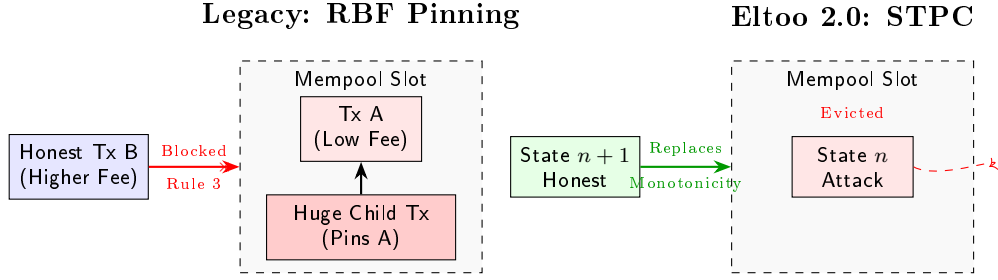 Legacy: RBF Pinning
Mempool Slot
Tx A
(Low Fee)
Honest Tx B
(Higher Fee)
Blocked
Rule 3
Huge Child Tx
(Pins A)
Eltoo 2.0: STPC
Mempool Slot
Evicted
State n + 1
Honest
Replaces
Monotonicity
State n
Attack